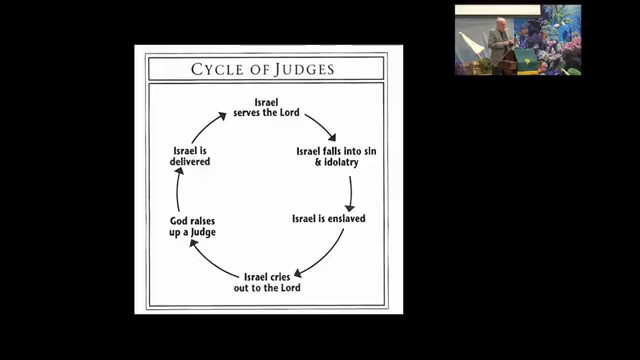 CYCLE OF JUDGES
Israel
serves the Lord
Israel falls into sin
& idolatry
Israel is enslaved
Israel cries
out to the Lord
God raises
up a Judge
Israel is
delivered